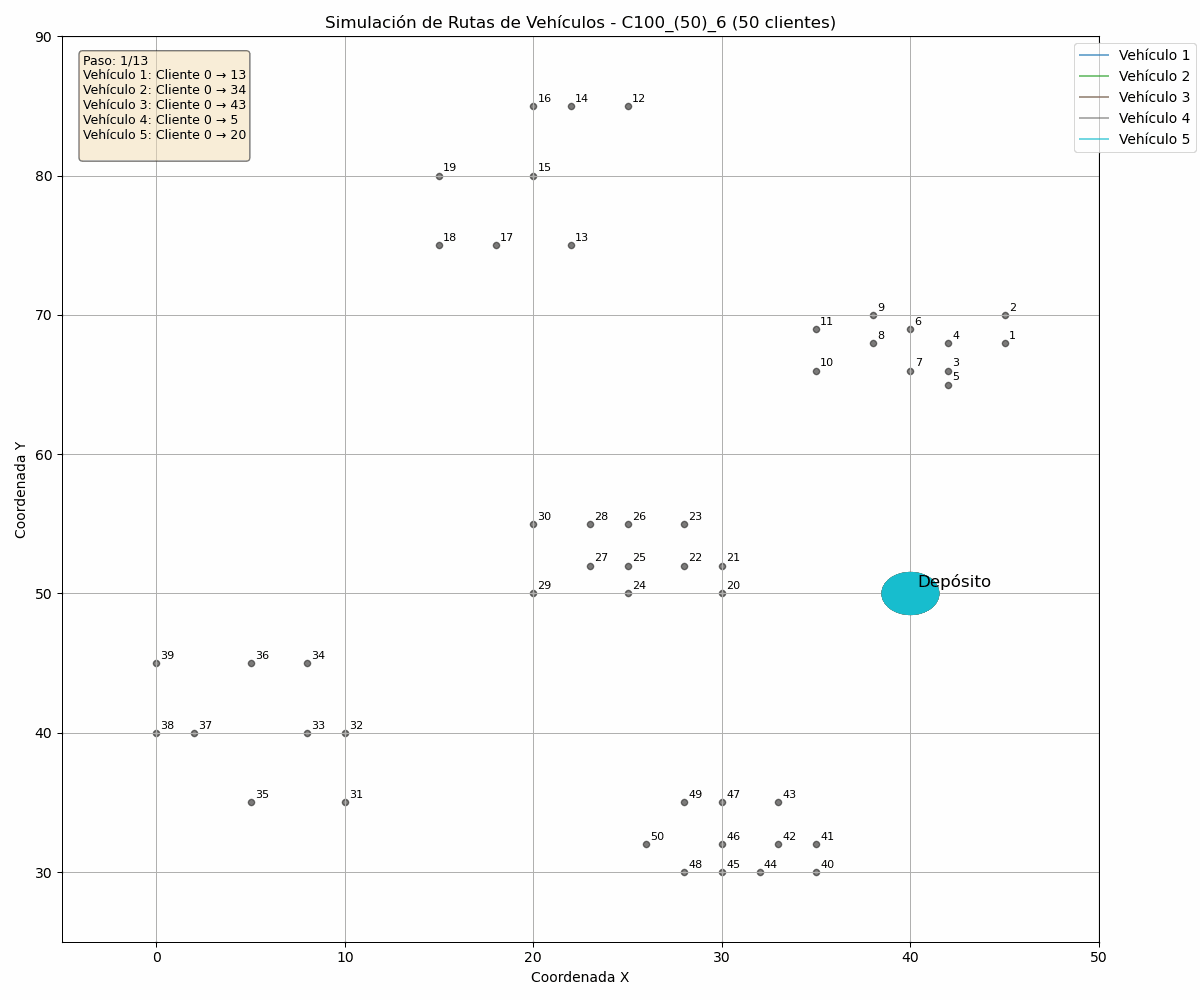 Simulación de Rutas de Vehículos - C100_(50)_6 (50 clientes)
Paso: 1/13
Vehículo 1: Cliente 0 → 13
Vehículo 2: Cliente 0 → 34
Vehículo 3: Cliente 0 → 43
Vehículo 4: Cliente 0 → 5
Vehículo 5: Cliente 0 → 20
Vehículo 1
Vehículo 2
Vehículo 3
Vehículo 4
Vehículo 5
90
16 14 12
80
19 15
18 17 13
70
9 2
11 6
8 4 1
10 7 3
5
60
30 28 26 23
27 25 22 21
50
29 24 20
Depósito
39 36 34
40
38 37 33 32
35 31
49 47 43
50 46 42 41
30
48 45 44 40
0 10 20 30 40 50
Coordenada X
Coordenada Y